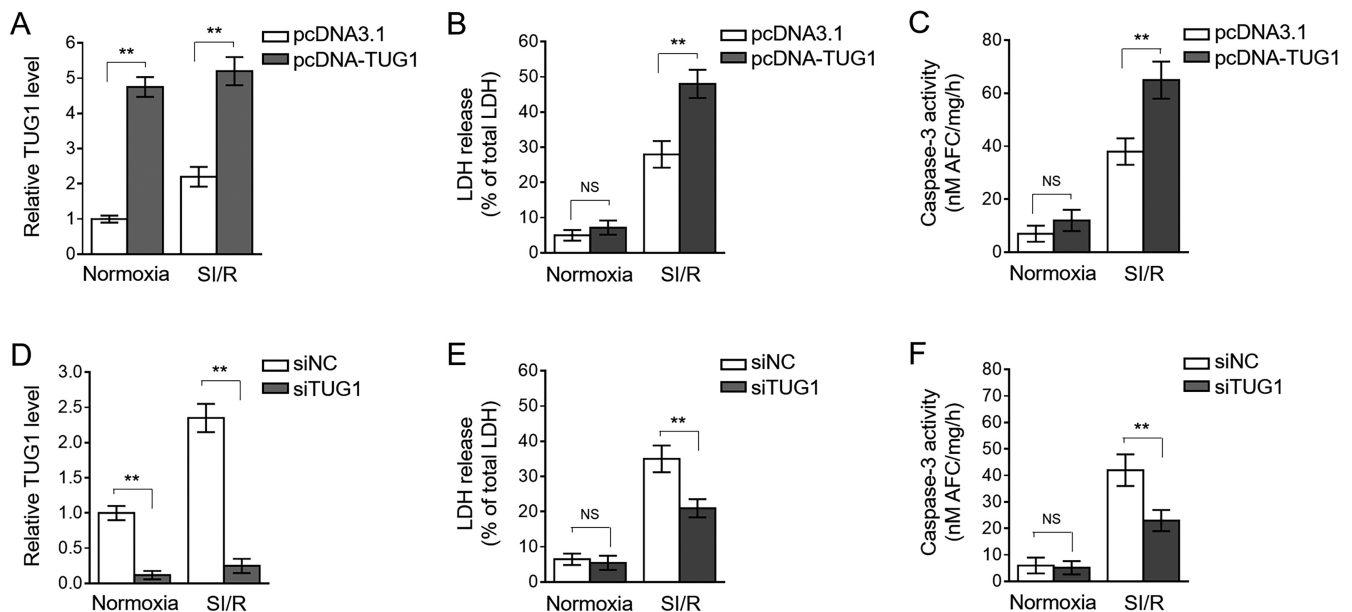 A
pcDNA3.1
pcDNA-TUG1
Relative TUG1 level
6
5
4
3
2
1
0
**
**
Normoxia
SI/R
B
pcDNA3.1
pcDNA-TUG1
LDH release
(% of total LDH)
60
50
40
30
20
10
0
NS
**
Normoxia
SI/R
C
pcDNA3.1
pcDNA-TUG1
Caspase-3 activity
(nM AFC/mg/h)
80
60
40
20
0
NS
**
Normoxia
SI/R
D
siNC
siTUG1
Relative TUG1 level
3.0
2.5
2.0
1.5
1.0
0.5
0.0
**
**
Normoxia
SI/R
E
siNC
siTUG1
LDH release
(% of total LDH)
60
50
40
30
20
10
0
NS
**
Normoxia
SI/R
F
siNC
siTUG1
Caspase-3 activity
(nM AFC/mg/h)
80
70
60
50
40
30
20
10
0
NS
**
Normoxia
SI/R